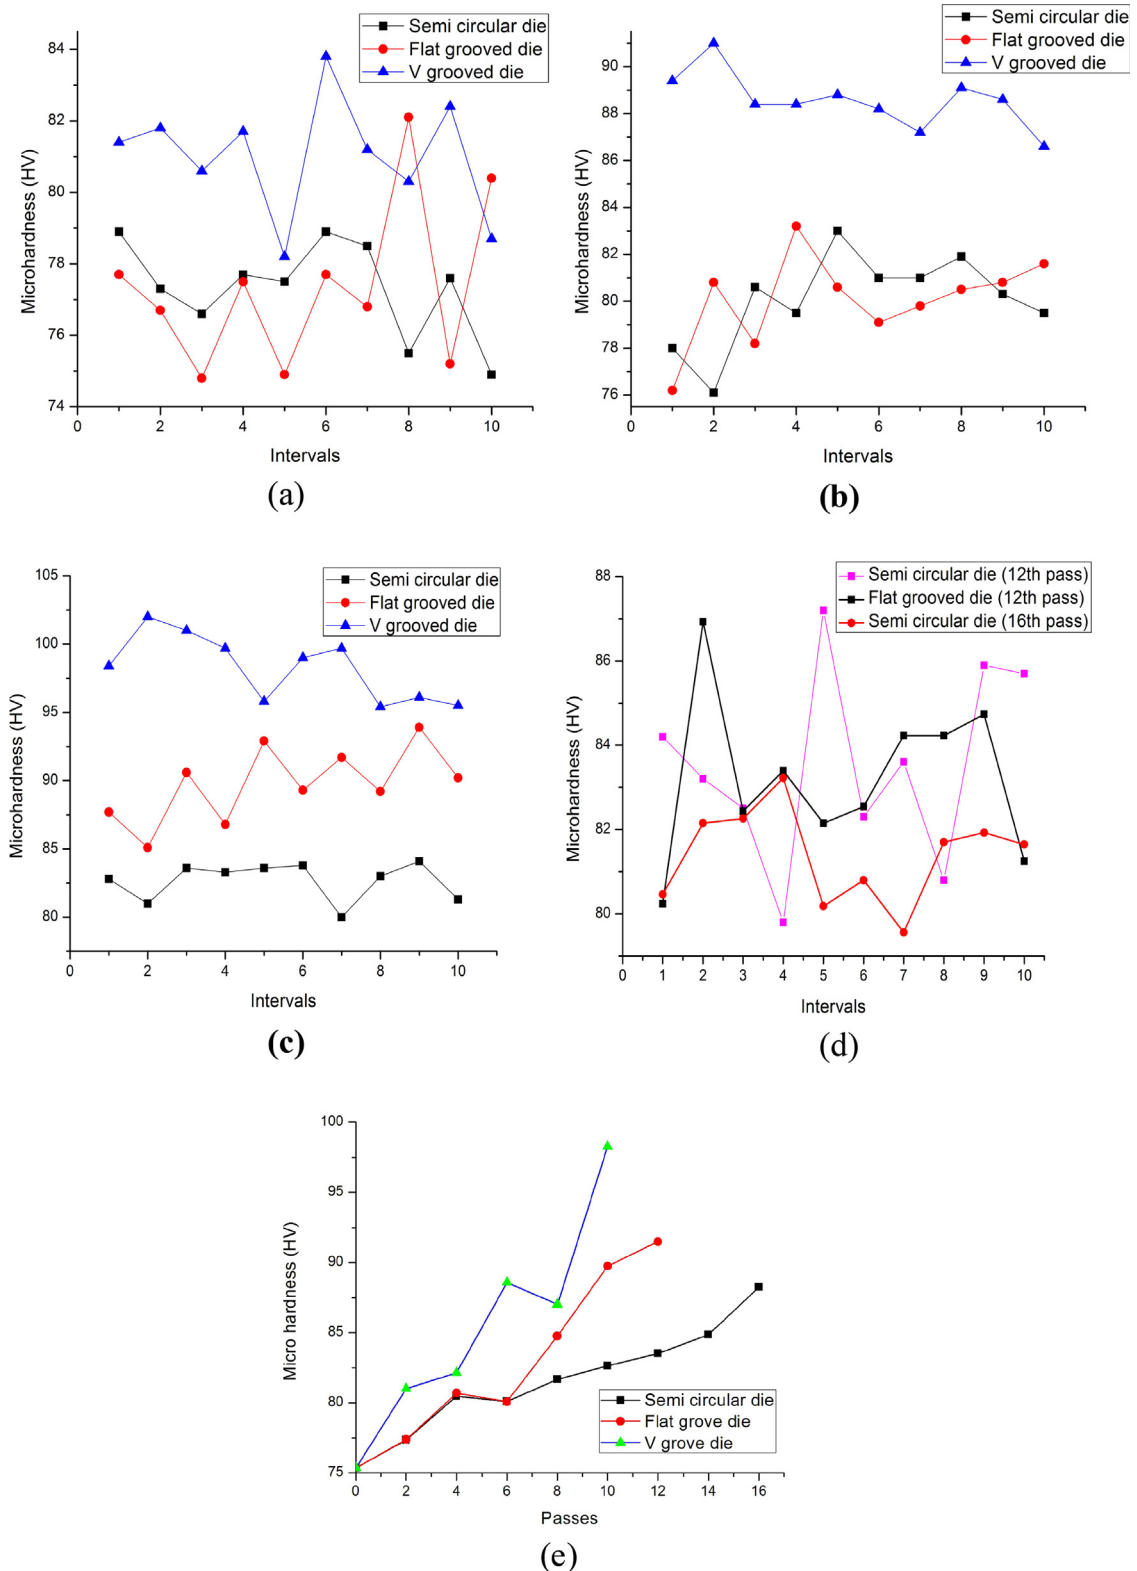 Semi circular die
Flat grooved die
V grooved die
84
82
80
78
76
74
Microhardness (HV)
0 2 4 6 8 10
Intervals
(a)
Semi circular die
Flat grooved die
V grooved die
90
88
86
84
82
80
78
76
Microhardness (HV)
0 2 4 6 8 10
Intervals
(b)
105
100
95
90
85
80
Microhardness (HV)
Semi circular die
Flat grooved die
V grooved die
0 2 4 6 8 10
Intervals
(c)
88
86
84
82
80
Microhardness (HV)
Semi circular die (12th pass)
Flat grooved die (12th pass)
Semi circular die (16th pass)
0 1 2 3 4 5 6 7 8 9 10
Intervals
(d)
100
95
90
85
80
75
Micro hardness (HV)
Semi circular die
Flat grove die
V grove die
0 2 4 6 8 10 12 14 16
Passes
(e)